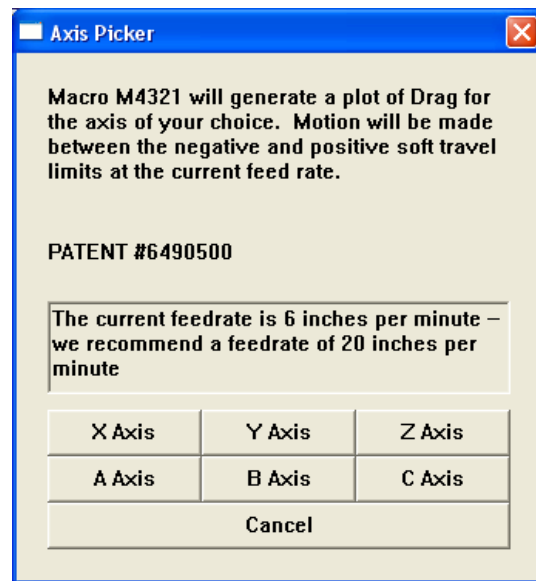 Axis Picker
Macro M4321 will generate a plot of Drag for
the axis of your choice.  Motion will be made
between the negative and positive soft travel
limits at the current feed rate.
PATENT #6490500
The current feedrate is 6 inches per minute –
we recommend a feedrate of 20 inches per
minute
X Axis Y Axis Z Axis
A Axis B Axis C Axis
Cancel